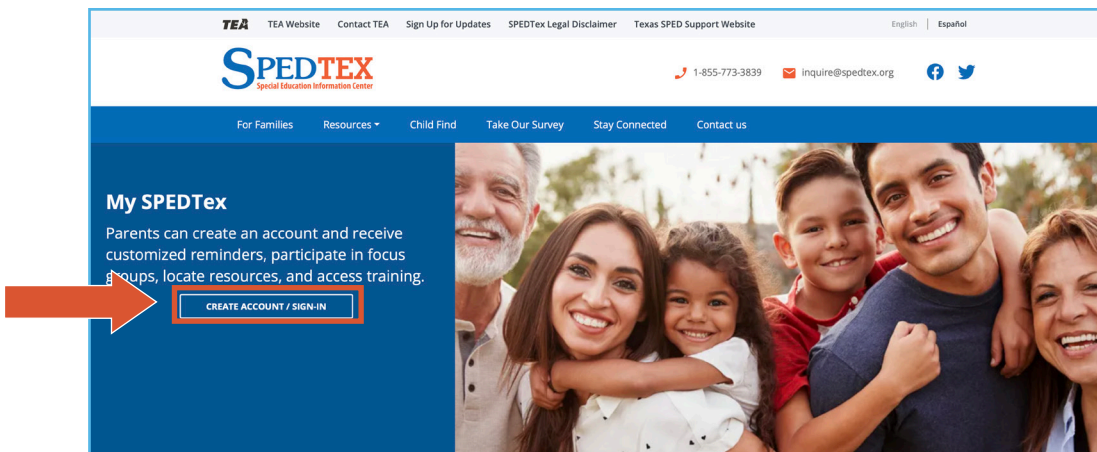 TEA TEA Website Contact TEA Sign Up for Updates SPEDTex Legal Disclaimer Texas SPED Support Website English Español
SPEDTEX
Special Education Information Center
1-855-773-3839 inquire@spedtex.org
For Families Resources Child Find Take Our Survey Stay Connected Contact us
My SPEDTex
Parents can create an account and receive
customized reminders, participate in focus
groups, locate resources, and access training.
CREATE ACCOUNT / SIGN-IN